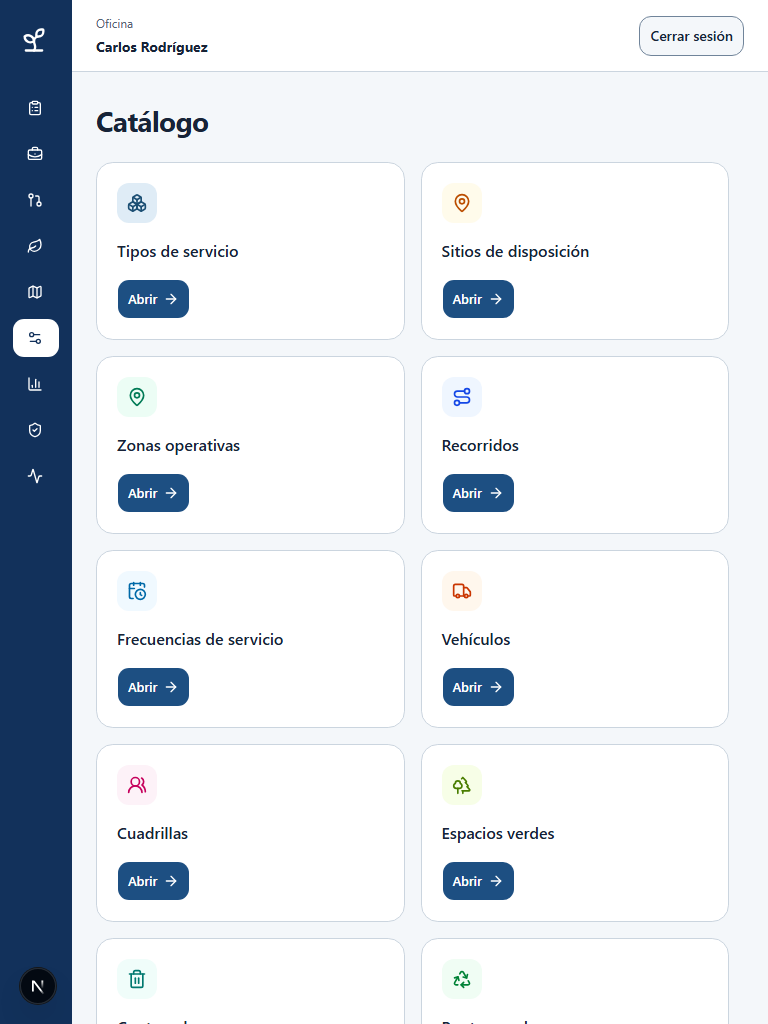 Oficina
Carlos Rodríguez
Cerrar sesión
Catálogo
Tipos de servicio
Abrir
Sitios de disposición
Abrir
Zonas operativas
Abrir
Recorridos
Abrir
Frecuencias de servicio
Abrir
Vehículos
Abrir
Cuadrillas
Abrir
Espacios verdes
Abrir
N